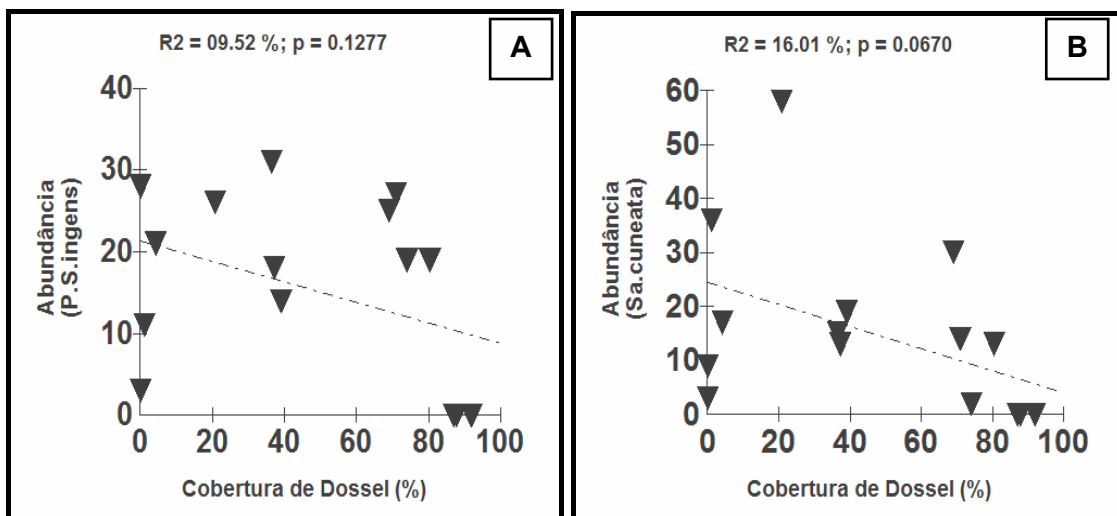 R2 = 09.52 %; p = 0.1277
A
40
30
20
10
0
Abundância
(P.S.ingens)
0 20 40 60 80 100
Cobertura de Dossel (%)
R2 = 16.01 %; p = 0.0670
B
60
50
40
30
20
10
0
Abundância
(Sa.cuneata)
0 20 40 60 80 100
Cobertura de Dossel (%)